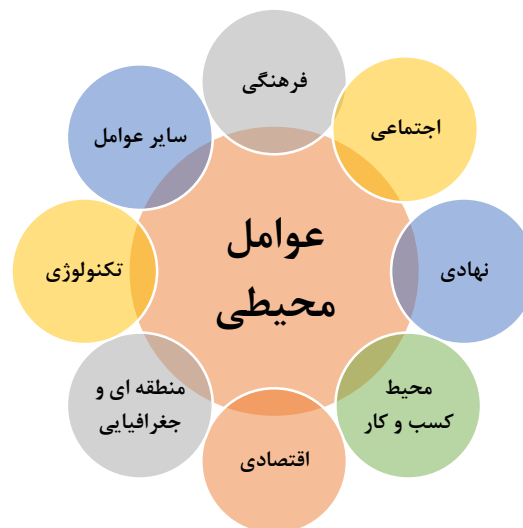 فرهنگی
اجتماعی
سایر عوامل
عوامل
محیطی
نهادی
تکنولوژی
محیط
کسب و کار
منطقه ای و
جغرافیایی
اقتصادی